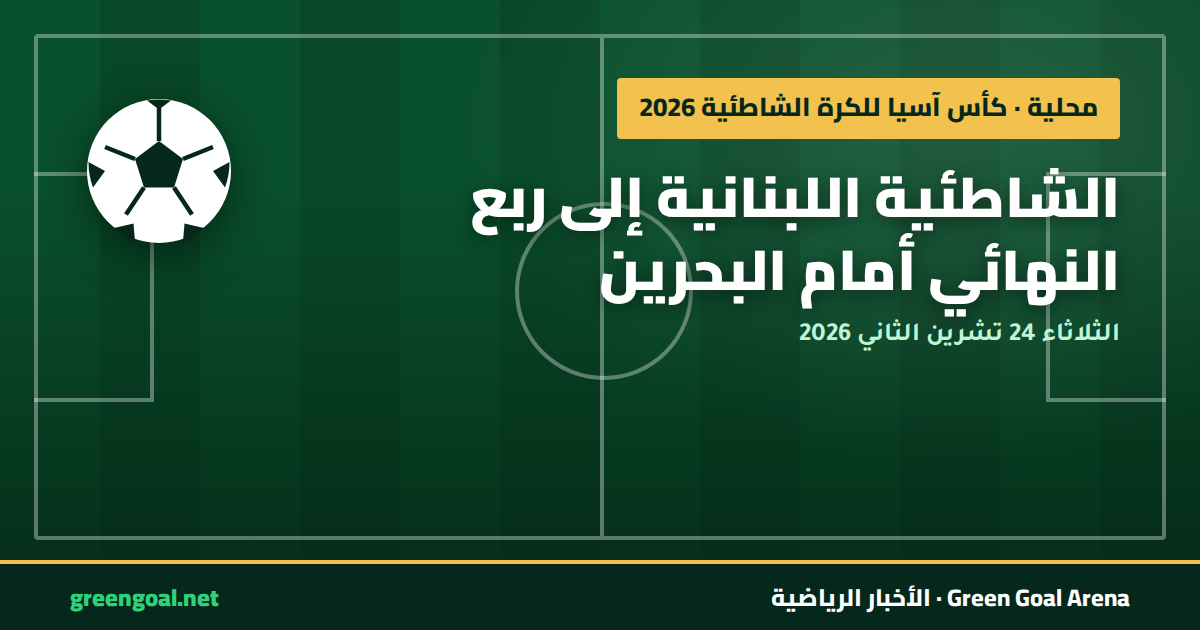 محلية · كأس آسيا للكرة الشاطئية 2026
الشاطئية اللبنانية إلى ربع
النهائي أمام البحرين
الثلاثاء 24 تشرين الثاني 2026
Green Goal Arena · الأخبار الرياضية
greengoal.net